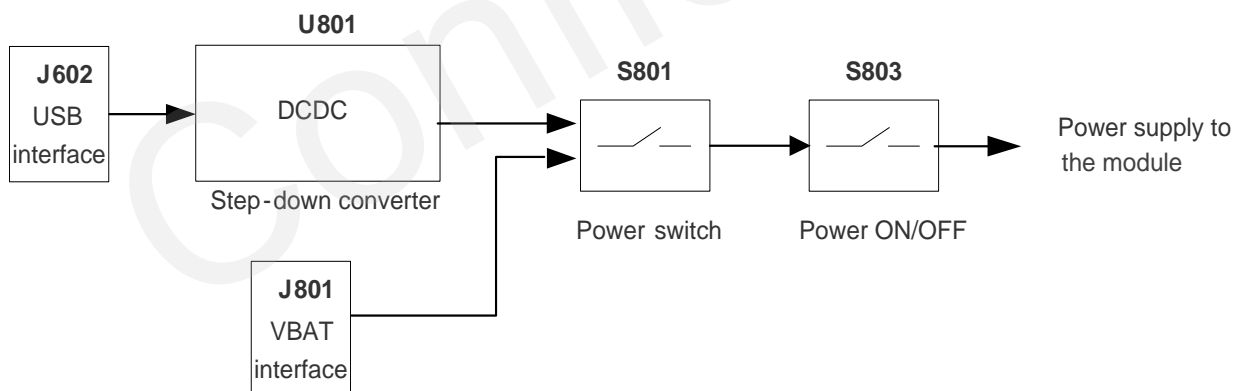 U801
S801
S803
J602
USB
interface
DCDC
Power supply to
the module
Step-down converter
Power switch
Power ON/OFF
J801
VBAT
interface